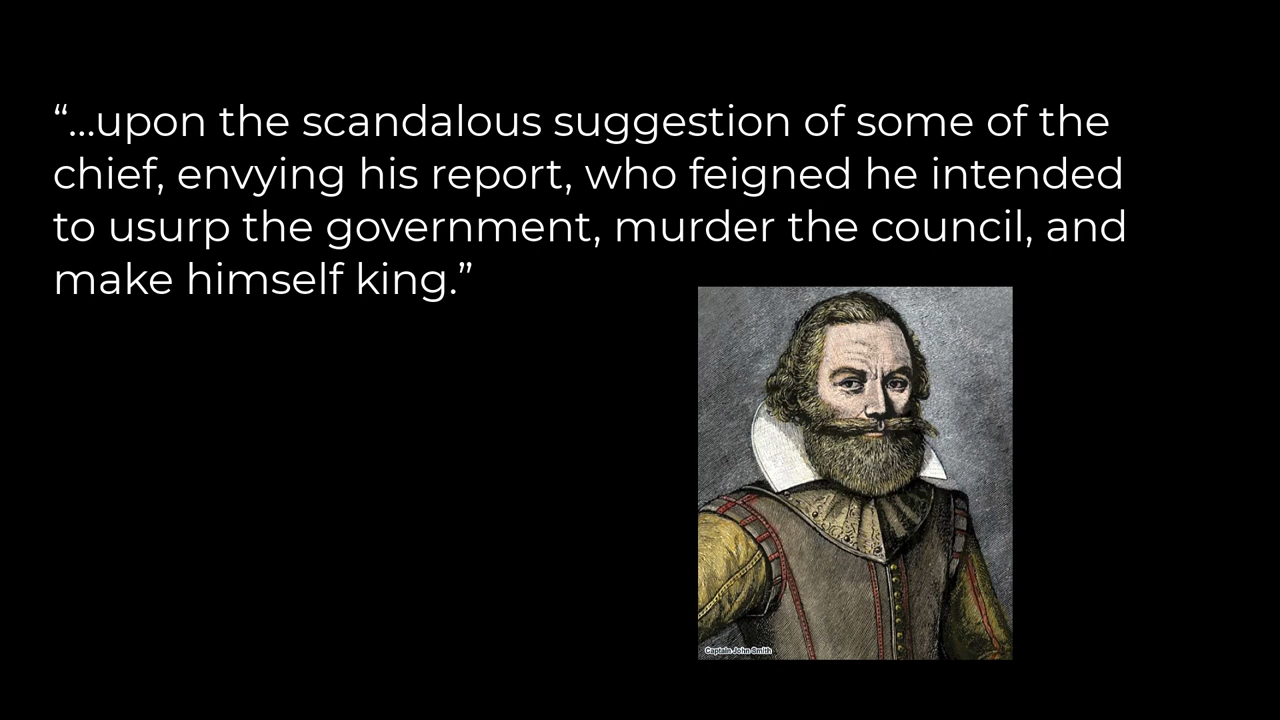 “...upon the scandalous suggestion of some of the
chief, envying his report, who feigned he intended
to usurp the government, murder the council, and
make himself king.”
Captain John Smith